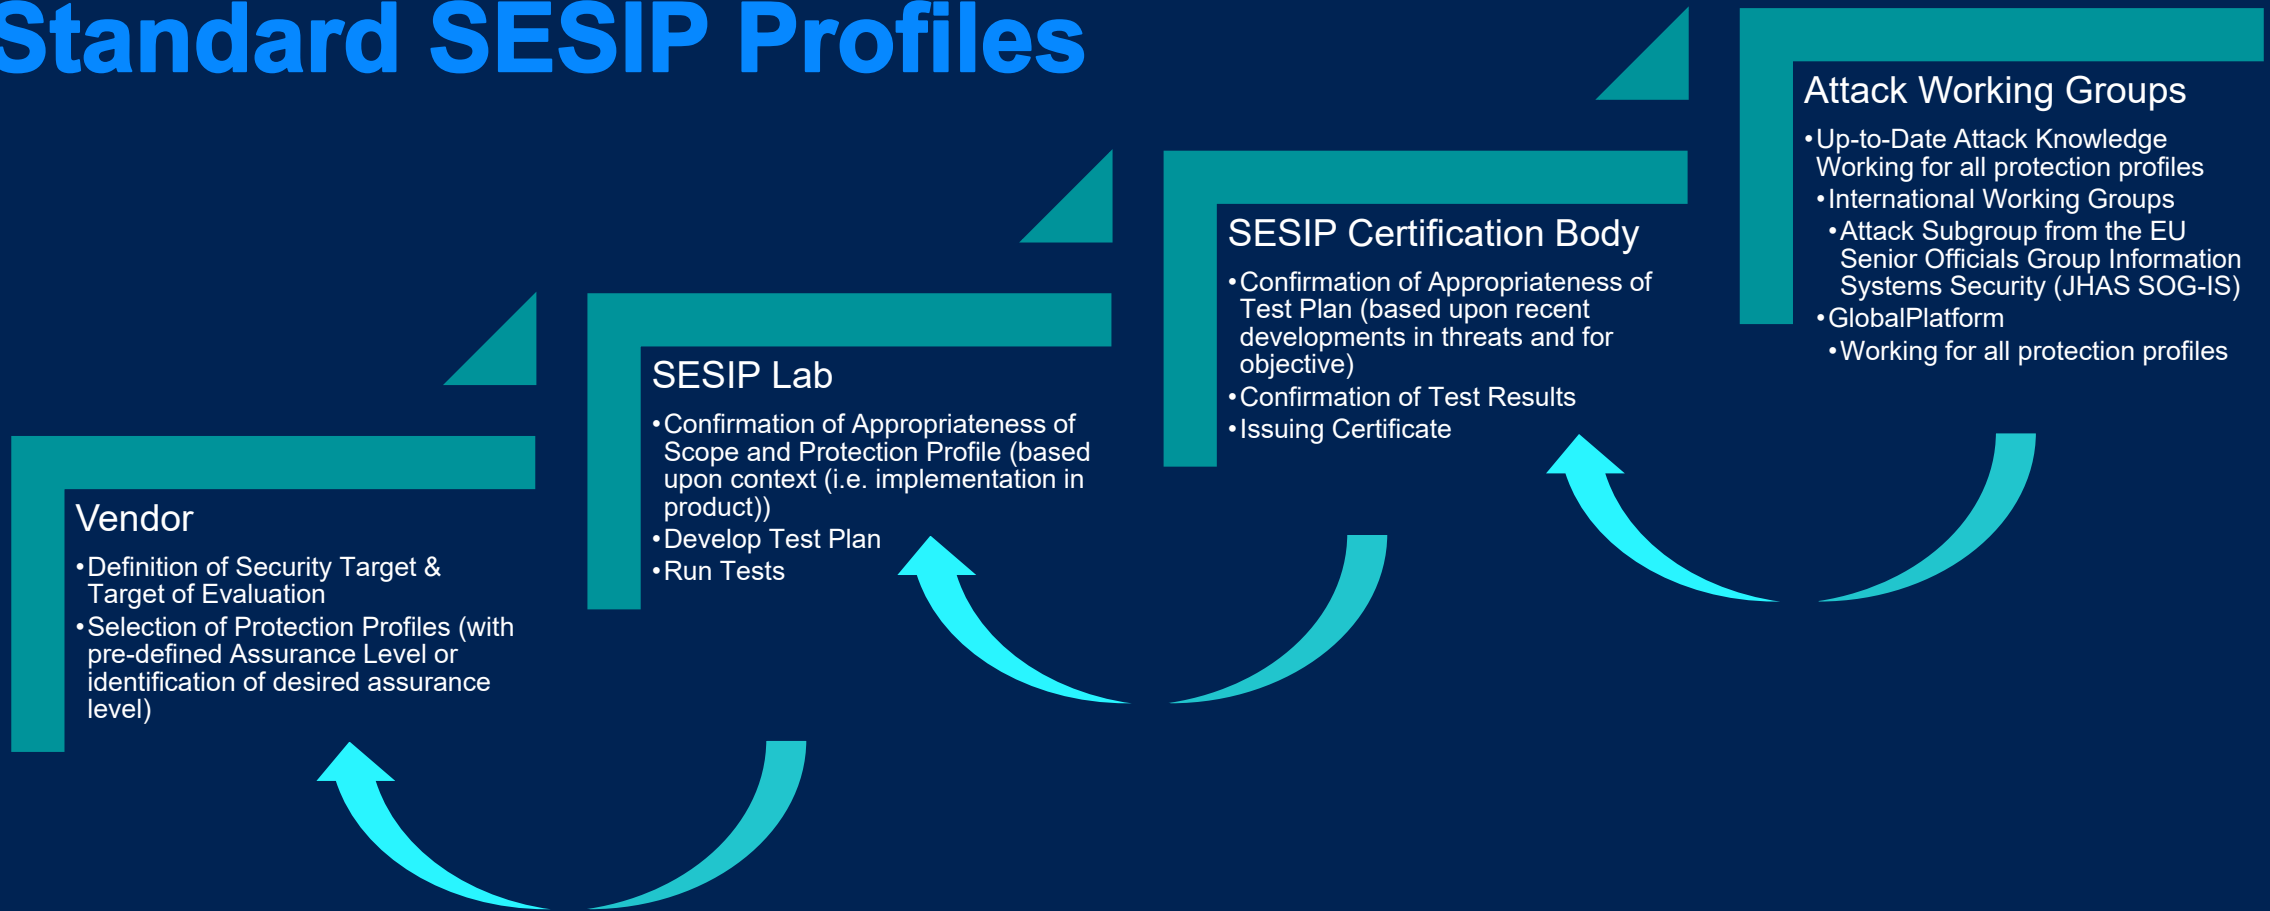 Standard SESIP Profiles
Attack Working Groups
•Up-to-Date Attack Knowledge
Working for all protection profiles
•International Working Groups
•Attack Subgroup from the EU
Senior Officials Group Information
Systems Security (JHAS SOG-IS)
•GlobalPlatform
•Working for all protection profiles
SESIP Certification Body
•Confirmation of Appropriateness of
Test Plan (based upon recent
developments in threats and for
objective)
•Confirmation of Test Results
•Issuing Certificate
SESIP Lab
•Confirmation of Appropriateness of
Scope and Protection Profile (based
upon context (i.e. implementation in
product))
•Develop Test Plan
•Run Tests
Vendor
•Definition of Security Target &
Target of Evaluation
•Selection of Protection Profiles (with
pre-defined Assurance Level or
identification of desired assurance
level)